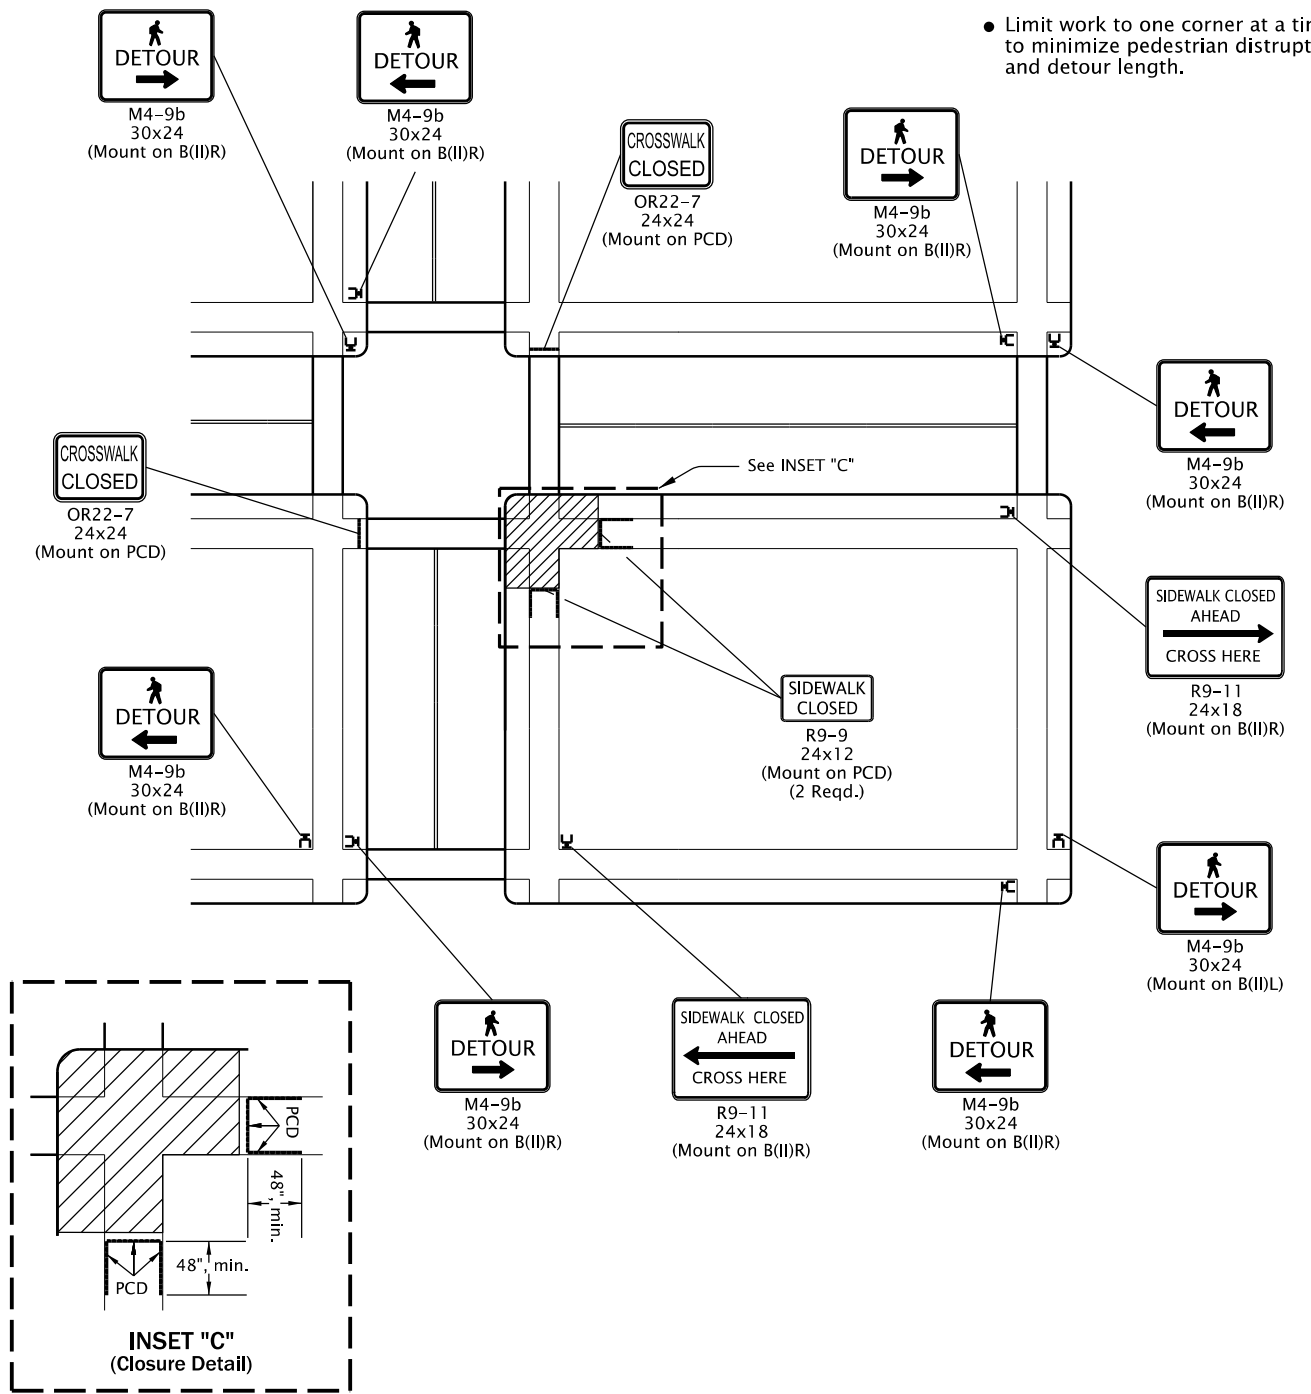 ● Limit work to one corner at a tim
to minimize pedestrian distrupt
and detour length.
DETOUR
M4-9b
30x24
(Mount on B(II)R)
DETOUR
M4-9b
30x24
(Mount on B(II)R)
CROSSWALK
CLOSED
OR22-7
24x24
(Mount on PCD)
DETOUR
M4-9b
30x24
(Mount on B(II)R)
DETOUR
M4-9b
30x24
(Mount on B(II)R)
CROSSWALK
CLOSED
OR22-7
24x24
(Mount on PCD)
See INSET "C"
SIDEWALK CLOSED
AHEAD
CROSS HERE
R9-11
24x18
(Mount on B(II)R)
DETOUR
M4-9b
30x24
(Mount on B(II)R)
SIDEWALK
CLOSED
R9-9
24x12
(Mount on PCD)
(2 Reqd.)
DETOUR
M4-9b
30x24
(Mount on B(II)L)
DETOUR
M4-9b
30x24
(Mount on B(II)R)
SIDEWALK CLOSED
AHEAD
CROSS HERE
R9-11
24x18
(Mount on B(II)R)
DETOUR
M4-9b
30x24
(Mount on B(II)R)
PCD
48", min.
48", min.
PCD
INSET "C"
(Closure Detail)